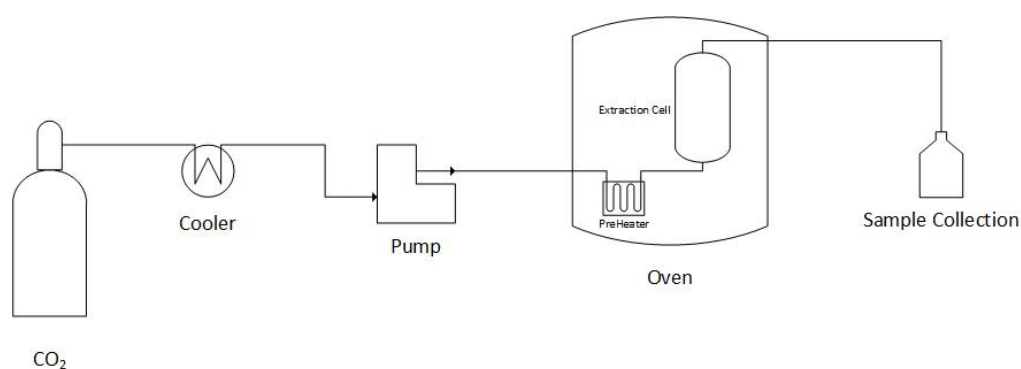 Extraction Cell
PreHeater
Cooler
Pump
Oven
Sample Collection
CO₂